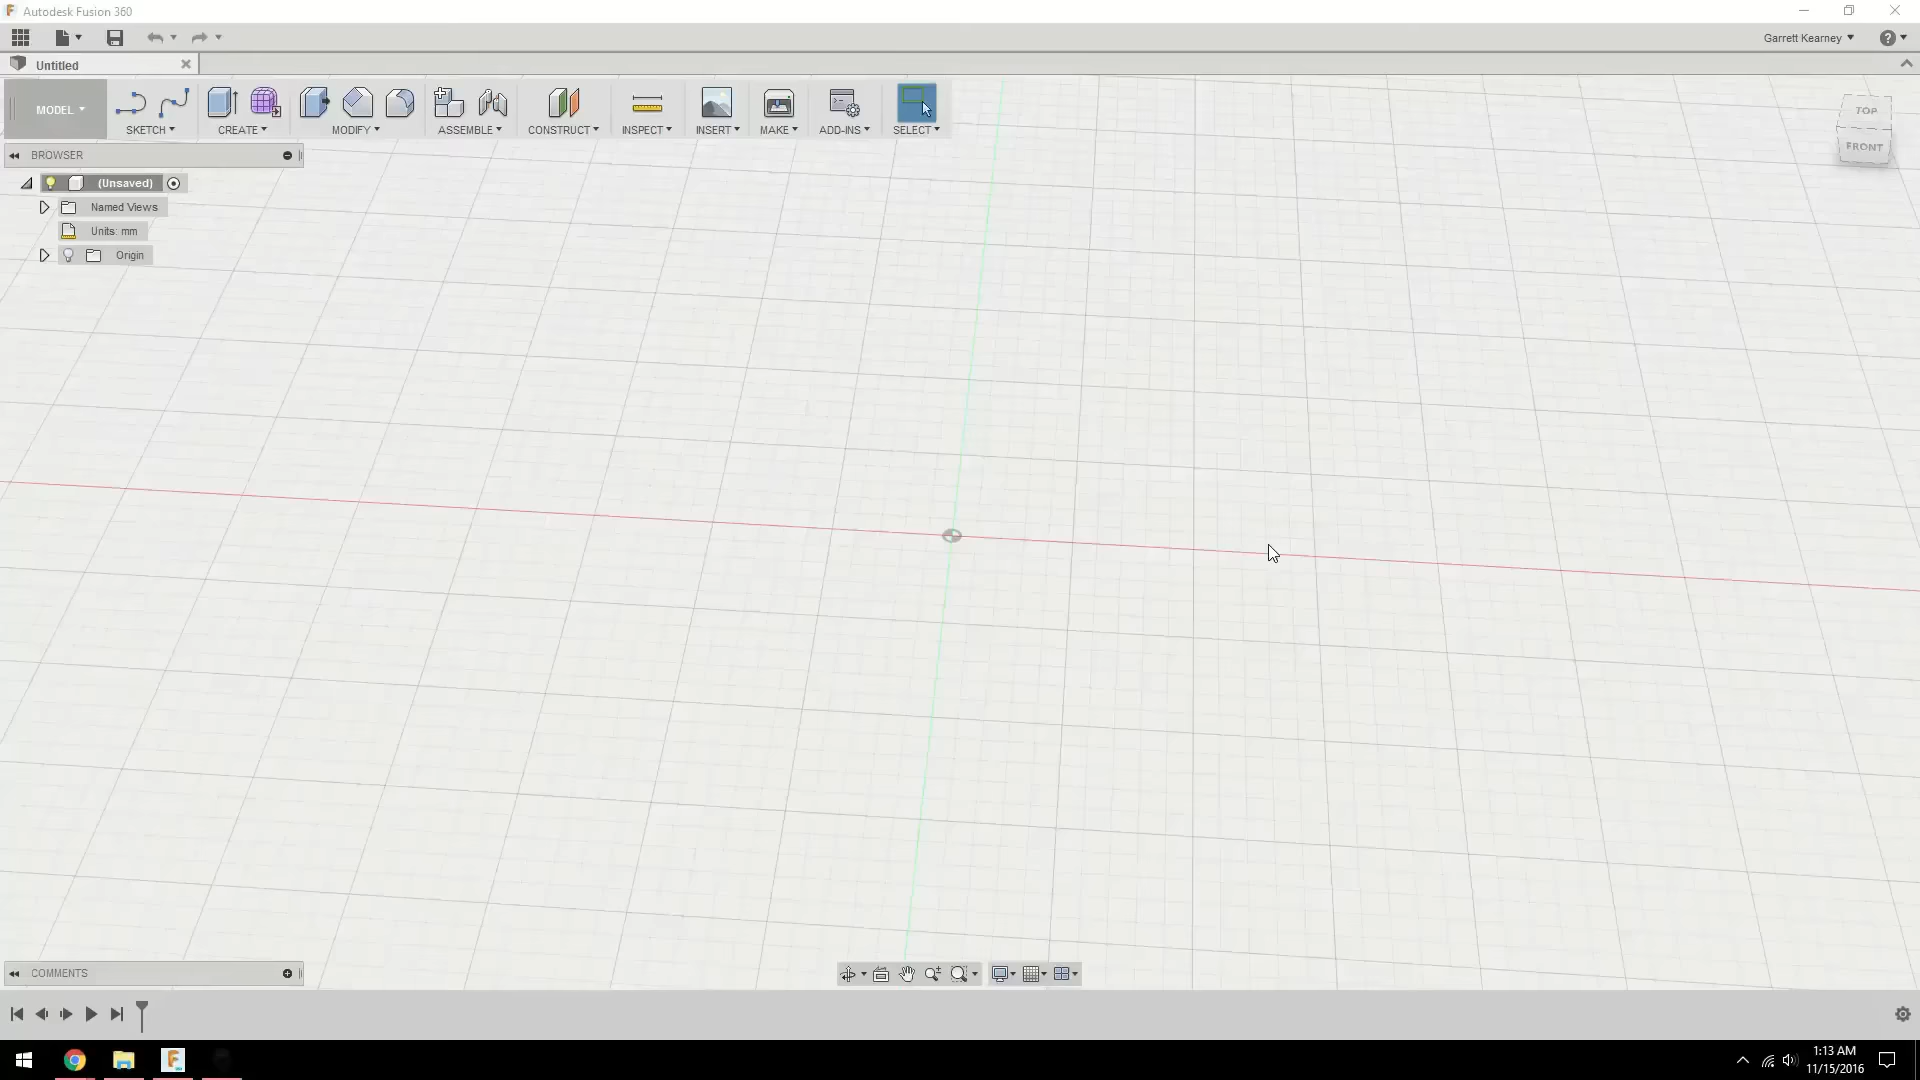 Autodesk Fusion 360
Garrett Kearney
Untitled
MODEL
SKETCH CREATE MODIFY ASSEMBLE CONSTRUCT INSPECT INSERT MAKE ADD-INS SELECT
TOP
FRONT
BROWSER
(Unsaved)
Named Views
Units: mm
Origin
COMMENTS
1:13 AM
11/15/2016